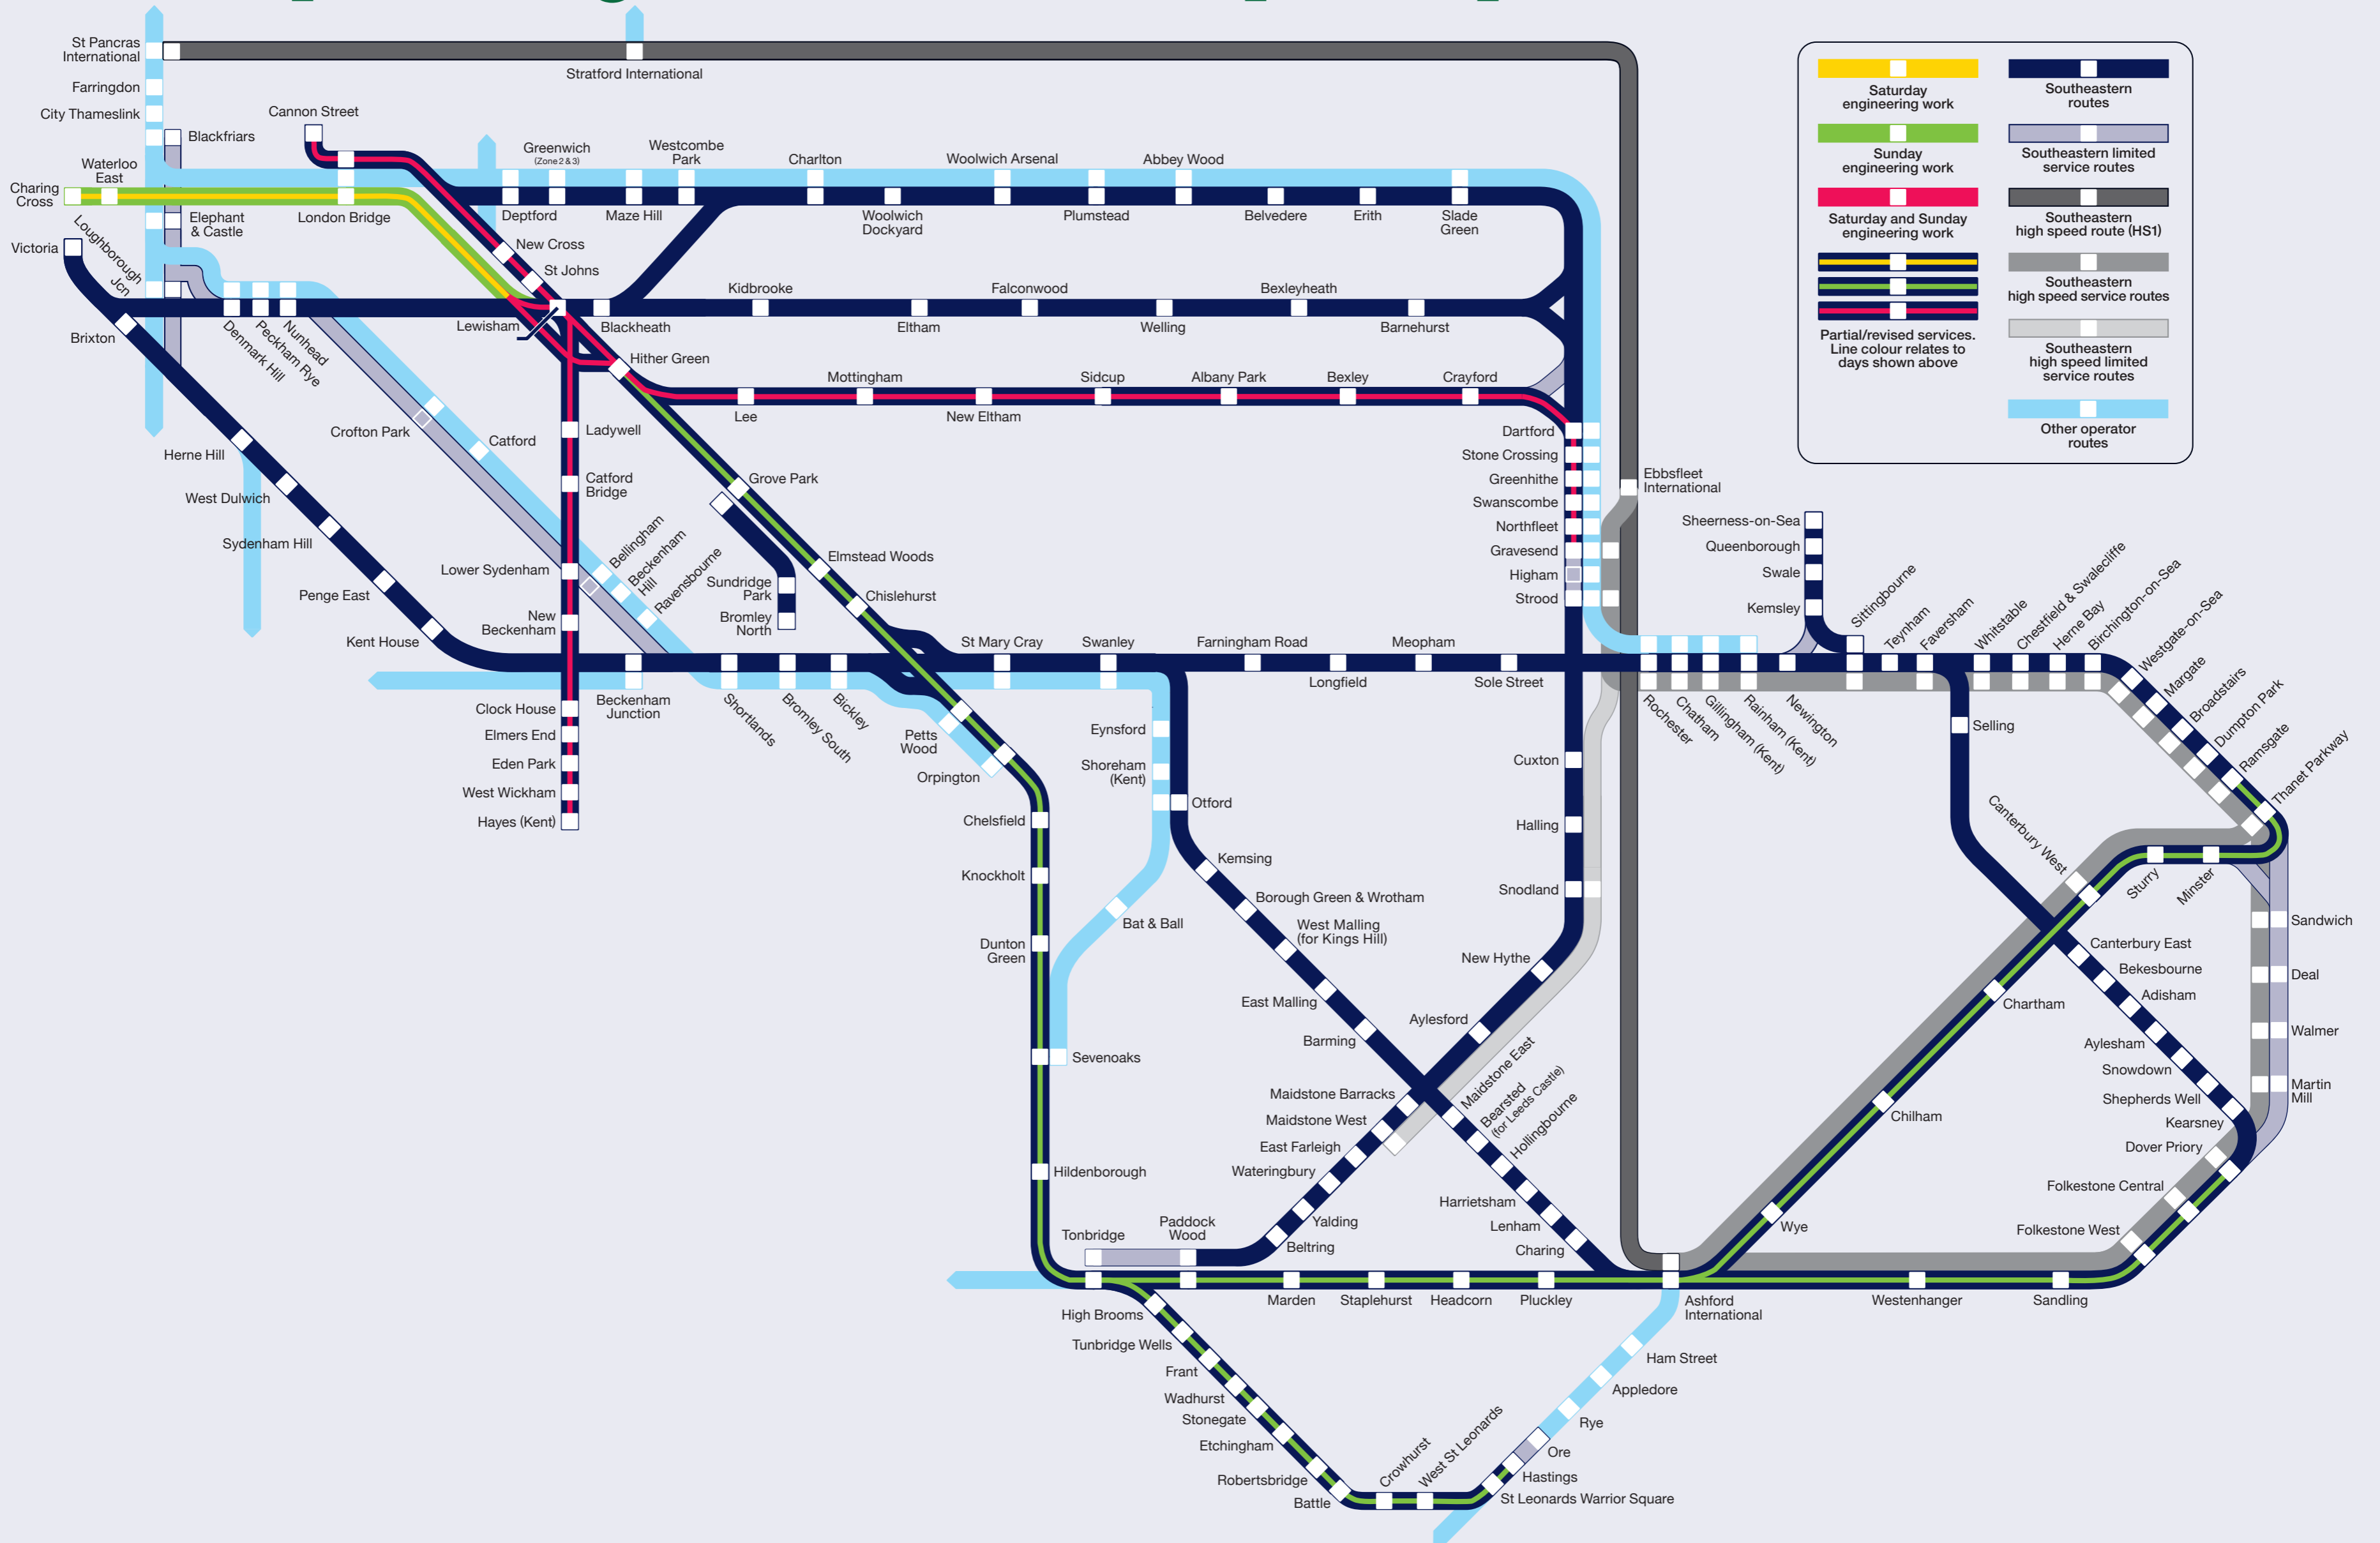 St Pancras
International
Stratford International
Farringdon
City Thameslink
Blackfriars
Cannon Street
Waterloo
East
Charing
Cross
London Bridge
Elephant
& Castle
Loughborough
Jcn
Victoria
Brixton
Denmark Hill
Peckham Rye
Nunhead
Greenwich
(Zone 2 & 3)
Westcombe
Park
Charlton
Woolwich Arsenal
Abbey Wood
Deptford
Maze Hill
Woolwich
Dockyard
Plumstead
Belvedere
Erith
Slade
Green
New Cross
St Johns
Lewisham
Blackheath
Kidbrooke
Eltham
Falconwood
Welling
Bexleyheath
Barnehurst
Hither Green
Lee
Mottingham
New Eltham
Sidcup
Albany Park
Bexley
Crayford
Dartford
Stone Crossing
Greenhithe
Swanscombe
Northfleet
Gravesend
Higham
Strood
Ebbsfleet
International
Saturday
engineering work
Sunday
engineering work
Saturday and Sunday
engineering work
Partial/revised services.
Line colour relates to
days shown above
Southeastern
routes
Southeastern limited
service routes
Southeastern
high speed route (HS1)
Southeastern
high speed service routes
Southeastern
high speed limited
service routes
Other operator
routes
Herne Hill
West Dulwich
Sydenham Hill
Penge East
Kent House
Crofton Park
Catford
Bellingham
Beckenham
Hill
Ravensbourne
Ladywell
Catford
Bridge
Lower Sydenham
New
Beckenham
Clock House
Elmers End
Eden Park
West Wickham
Hayes (Kent)
Grove Park
Sundridge
Park
Bromley
North
Elmstead Woods
Chislehurst
Beckenham
Junction
Shortlands
Bromley South
Bickley
Petts
Wood
Orpington
St Mary Cray
Swanley
Farningham Road
Longfield
Meopham
Sole Street
Sheerness-on-Sea
Queenborough
Swale
Kemsley
Sittingbourne
Teynham
Faversham
Whitstable
Chestfield & Swalecliffe
Herne Bay
Birchington-on-Sea
Westgate-on-Sea
Margate
Broadstairs
Dumpton Park
Ramsgate
Thanet Parkway
Rochester
Chatham
Gillingham (Kent)
Rainham (Kent)
Newington
Selling
Eynsford
Shoreham
(Kent)
Otford
Bat & Ball
Kemsing
Borough Green & Wrotham
West Malling
(for Kings Hill)
East Malling
Barming
Maidstone East
Bearsted
(for Leeds Castle)
Hollingbourne
Harrietsham
Lenham
Charing
Cuxton
Halling
Snodland
New Hythe
Aylesford
Maidstone Barracks
Maidstone West
East Farleigh
Wateringbury
Yalding
Beltring
Chelsfield
Knockholt
Dunton
Green
Sevenoaks
Hildenborough
Tonbridge
Paddock
Wood
Marden
Staplehurst
Headcorn
Pluckley
Ashford
International
Westenhanger
Sandling
Folkestone West
Folkestone Central
Dover Priory
Kearsney
Shepherds Well
Snowdown
Aylesham
Adisham
Bekesbourne
Canterbury East
Canterbury West
Sturry
Minster
Chartham
Chilham
Wye
Sandwich
Deal
Walmer
Martin
Mill
High Brooms
Tunbridge Wells
Frant
Wadhurst
Stonegate
Etchingham
Robertsbridge
Battle
Crowhurst
West St Leonards
St Leonards Warrior Square
Hastings
Ore
Rye
Appledore
Ham Street